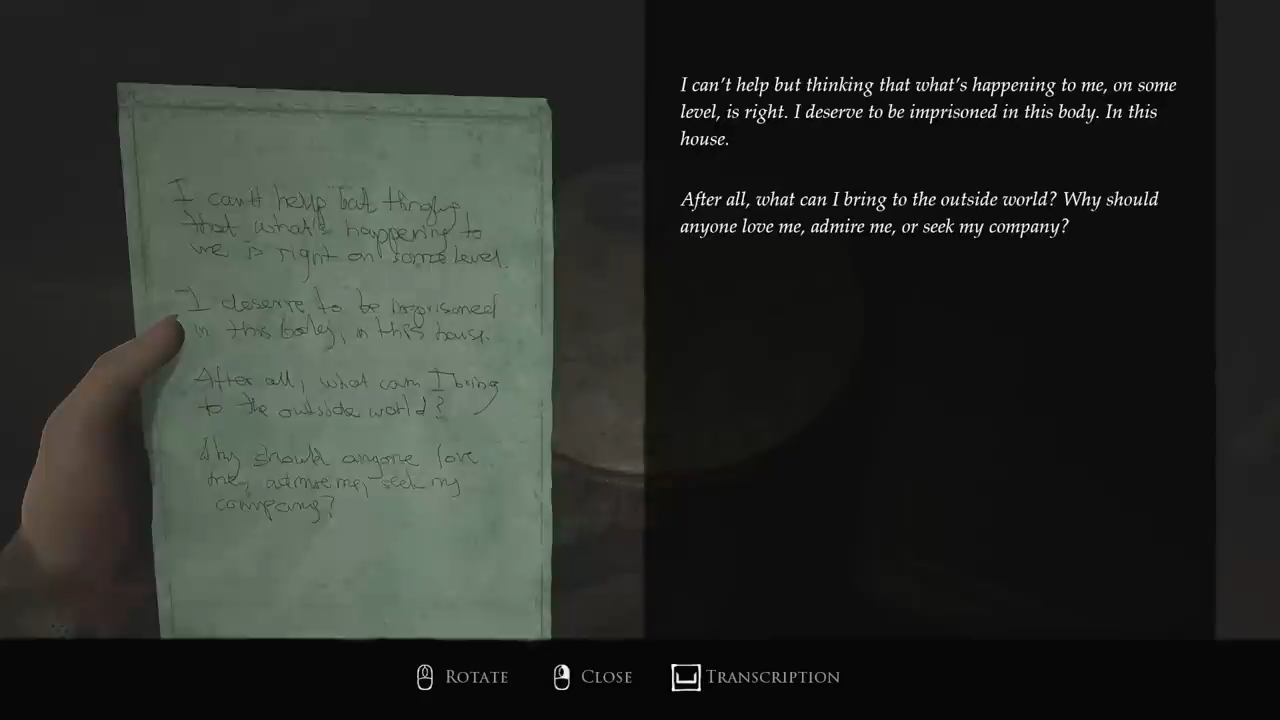 I can't help but thinking
that what's happening to
me is right on some level.
I deserve to be imprisoned
in this body, in this house.
After all, what can I bring
to the outside world?
Why should anyone love
me, admire me, seek my
company?
I can't help but thinking that what's happening to me, on some
level, is right. I deserve to be imprisoned in this body. In this
house.
After all, what can I bring to the outside world? Why should
anyone love me, admire me, or seek my company?
ROTATE
CLOSE
TRANSCRIPTION